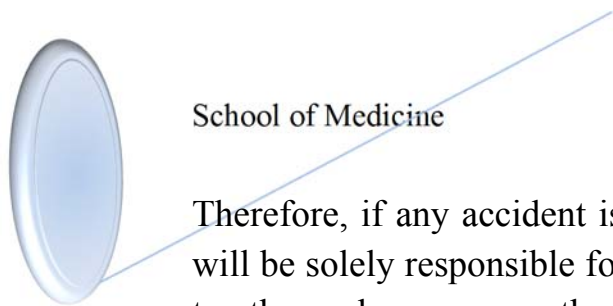 School of Medicine
Therefore, if any accident is
will be solely responsible fo